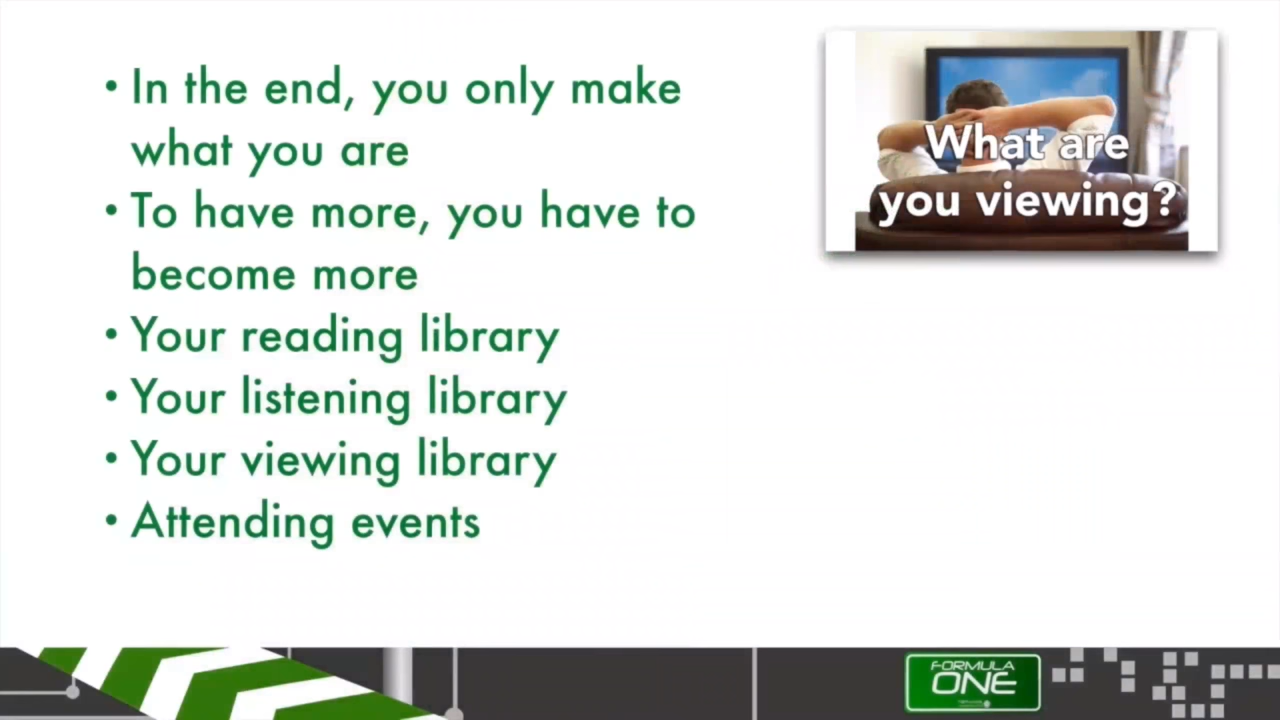 • In the end, you only make
what you are
• To have more, you have to
become more
• Your reading library
• Your listening library
• Your viewing library
• Attending events
What are
you viewing?
FORMULA
ONE